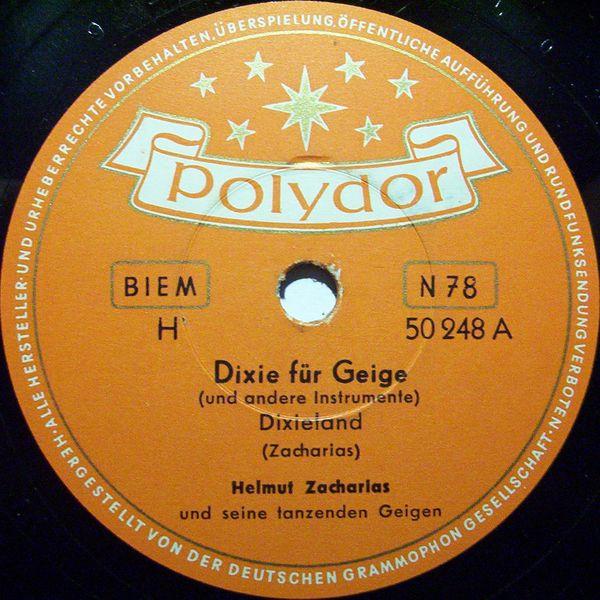 ALLE HERSTELLER- UND URHEBERRECHTE VORBEHALTEN, ÜBERSPIELUNG, ÖFFENTLICHE AUFFÜHRUNG UND RUNDFUNKSENDUNG VERBOTEN·
polydor
BIEM
N 78
H
50 248 A
Dixie für Geige
(und andere Instrumente)
Dixieland
(Zacharias)
Helmut Zacharias
und seine tanzenden Geigen
·HERGESTELLT VON DER DEUTSCHEN GRAMMOPHON GESELLSCHAFT·